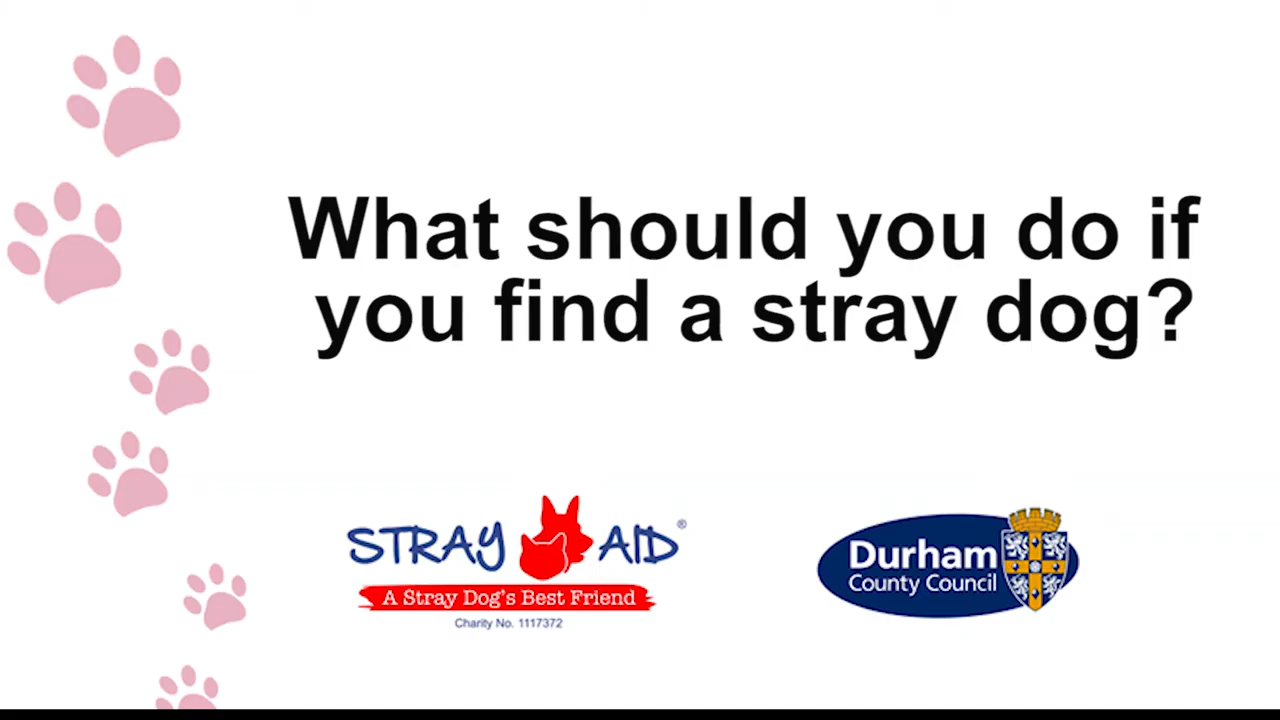 What should you do if
you find a stray dog?
STRAY AID®
A Stray Dog's Best Friend
Charity No. 1117372
Durham
County Council